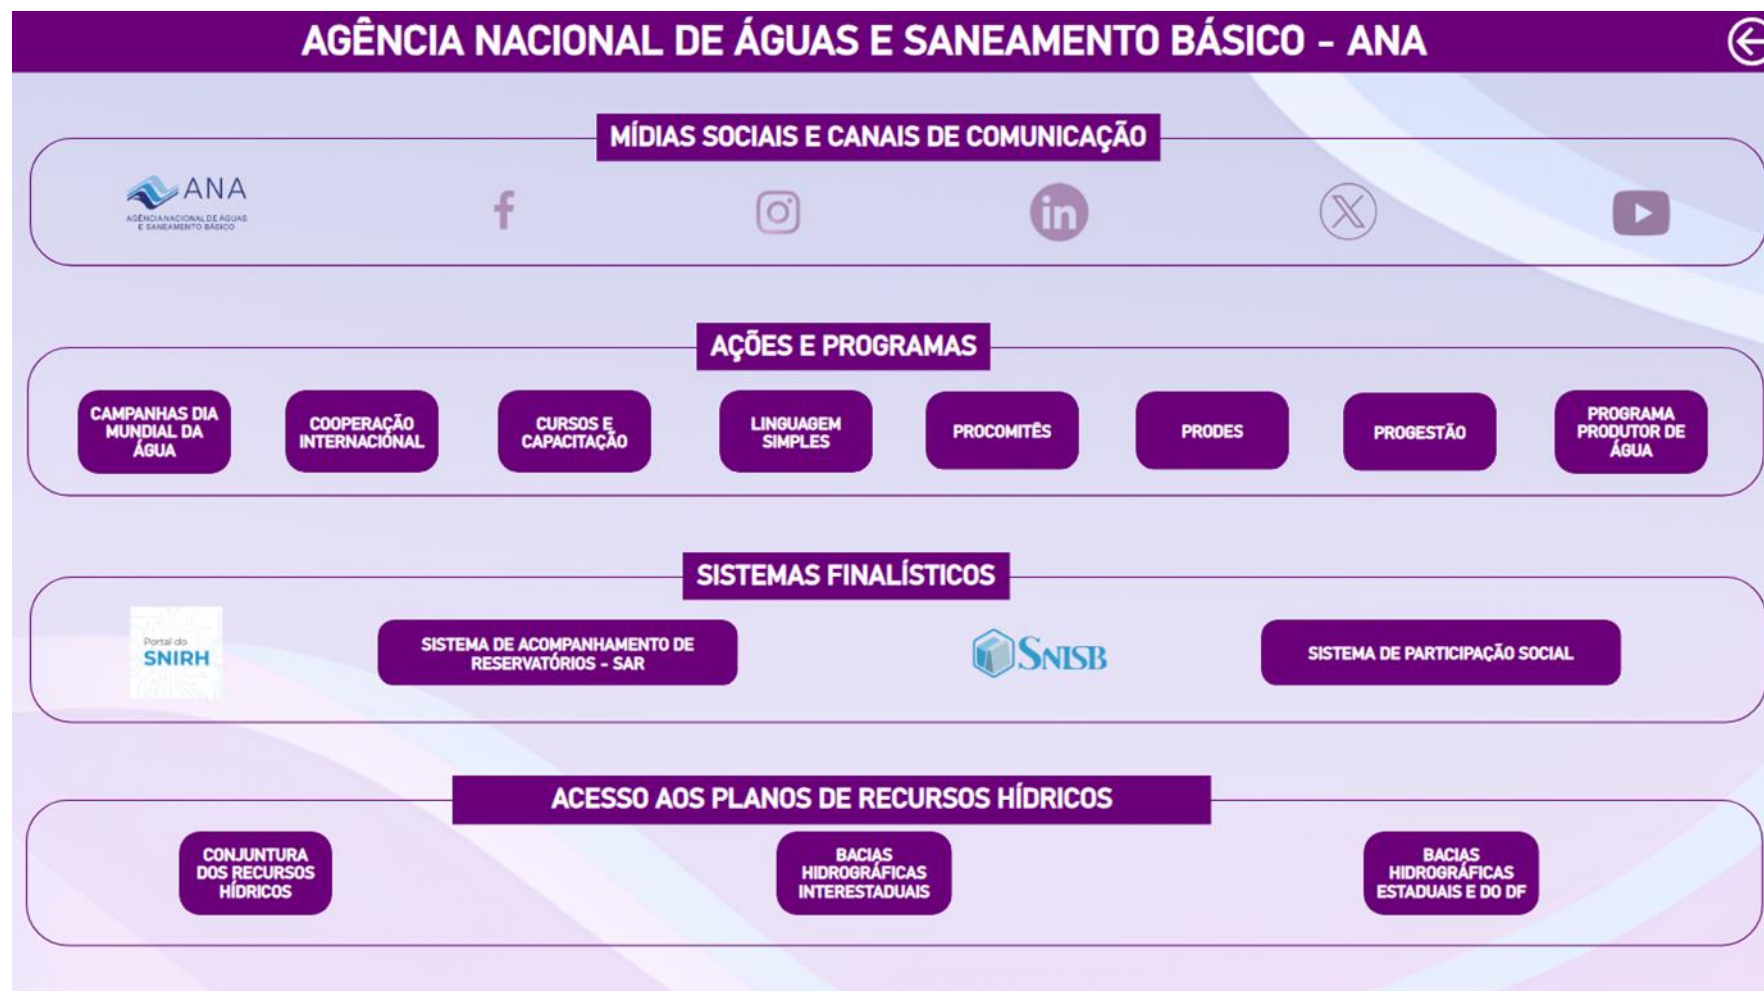 AGÊNCIA NACIONAL DE ÁGUAS E SANEAMENTO BÁSICO - ANA
MÍDIAS SOCIAIS E CANAIS DE COMUNICAÇÃO
ANA
AGÊNCIA NACIONAL DE ÁGUAS
E SANEAMENTO BÁSICO
f
in
X
AÇÕES E PROGRAMAS
CAMPANHAS DIA
MUNDIAL DA
ÁGUA
COOPERAÇÃO
INTERNACIONAL
CURSOS E
CAPACITAÇÃO
LINGUAGEM
SIMPLES
PROCOMITÊS
PRODES
PROGESTÃO
PROGRAMA
PRODUTOR DE
ÁGUA
SISTEMAS FINALÍSTICOS
Portal do
SNIRH
SISTEMA DE ACOMPANHAMENTO DE
RESERVATÓRIOS - SAR
SNISB
SISTEMA DE PARTICIPAÇÃO SOCIAL
ACESSO AOS PLANOS DE RECURSOS HÍDRICOS
CONJUNTURA
DOS RECURSOS
HÍDRICOS
BACIAS
HIDROGRÁFICAS
INTERESTADUAIS
BACIAS
HIDROGRÁFICAS
ESTADUAIS E DO DF